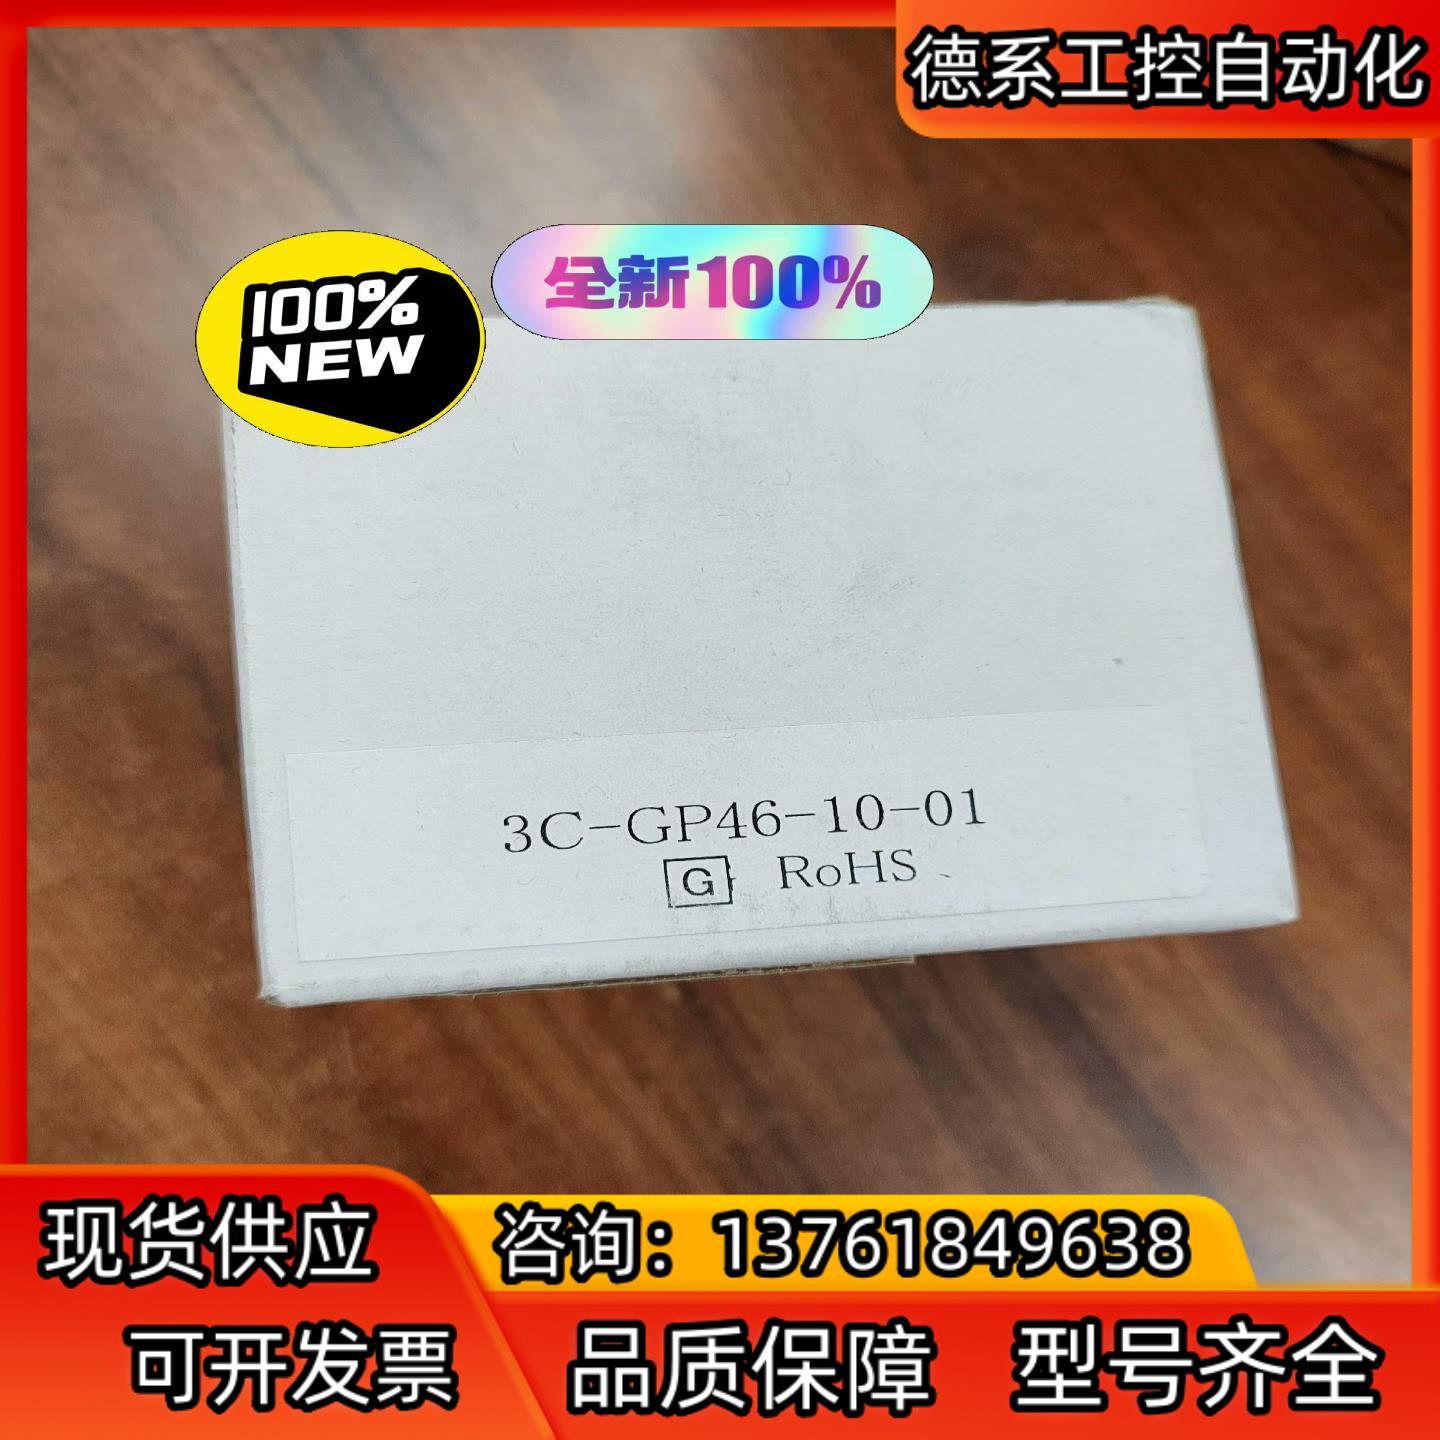 德系工控自动化
100%
NEW
全新100%
3C-GP46-10-01
G RoHS
现货供应
咨询：13761849638
可开发票
品质保障 型号齐全